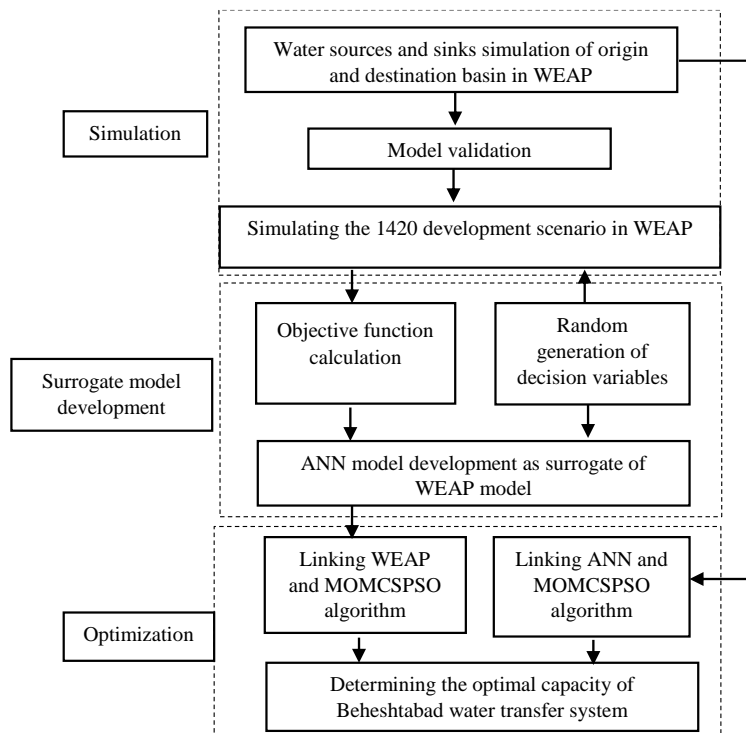 Water sources and sinks simulation of origin
and destination basin in WEAP
Simulation
Model validation
Simulating the 1420 development scenario in WEAP
Objective function
calculation
Random
generation of
decision variables
Surrogate model
development
ANN model development as surrogate of
WEAP model
Linking WEAP
and MOMCSPSO
algorithm
Linking ANN and
MOMCSPSO
algorithm
Optimization
Determining the optimal capacity of
Beheshtabad water transfer system